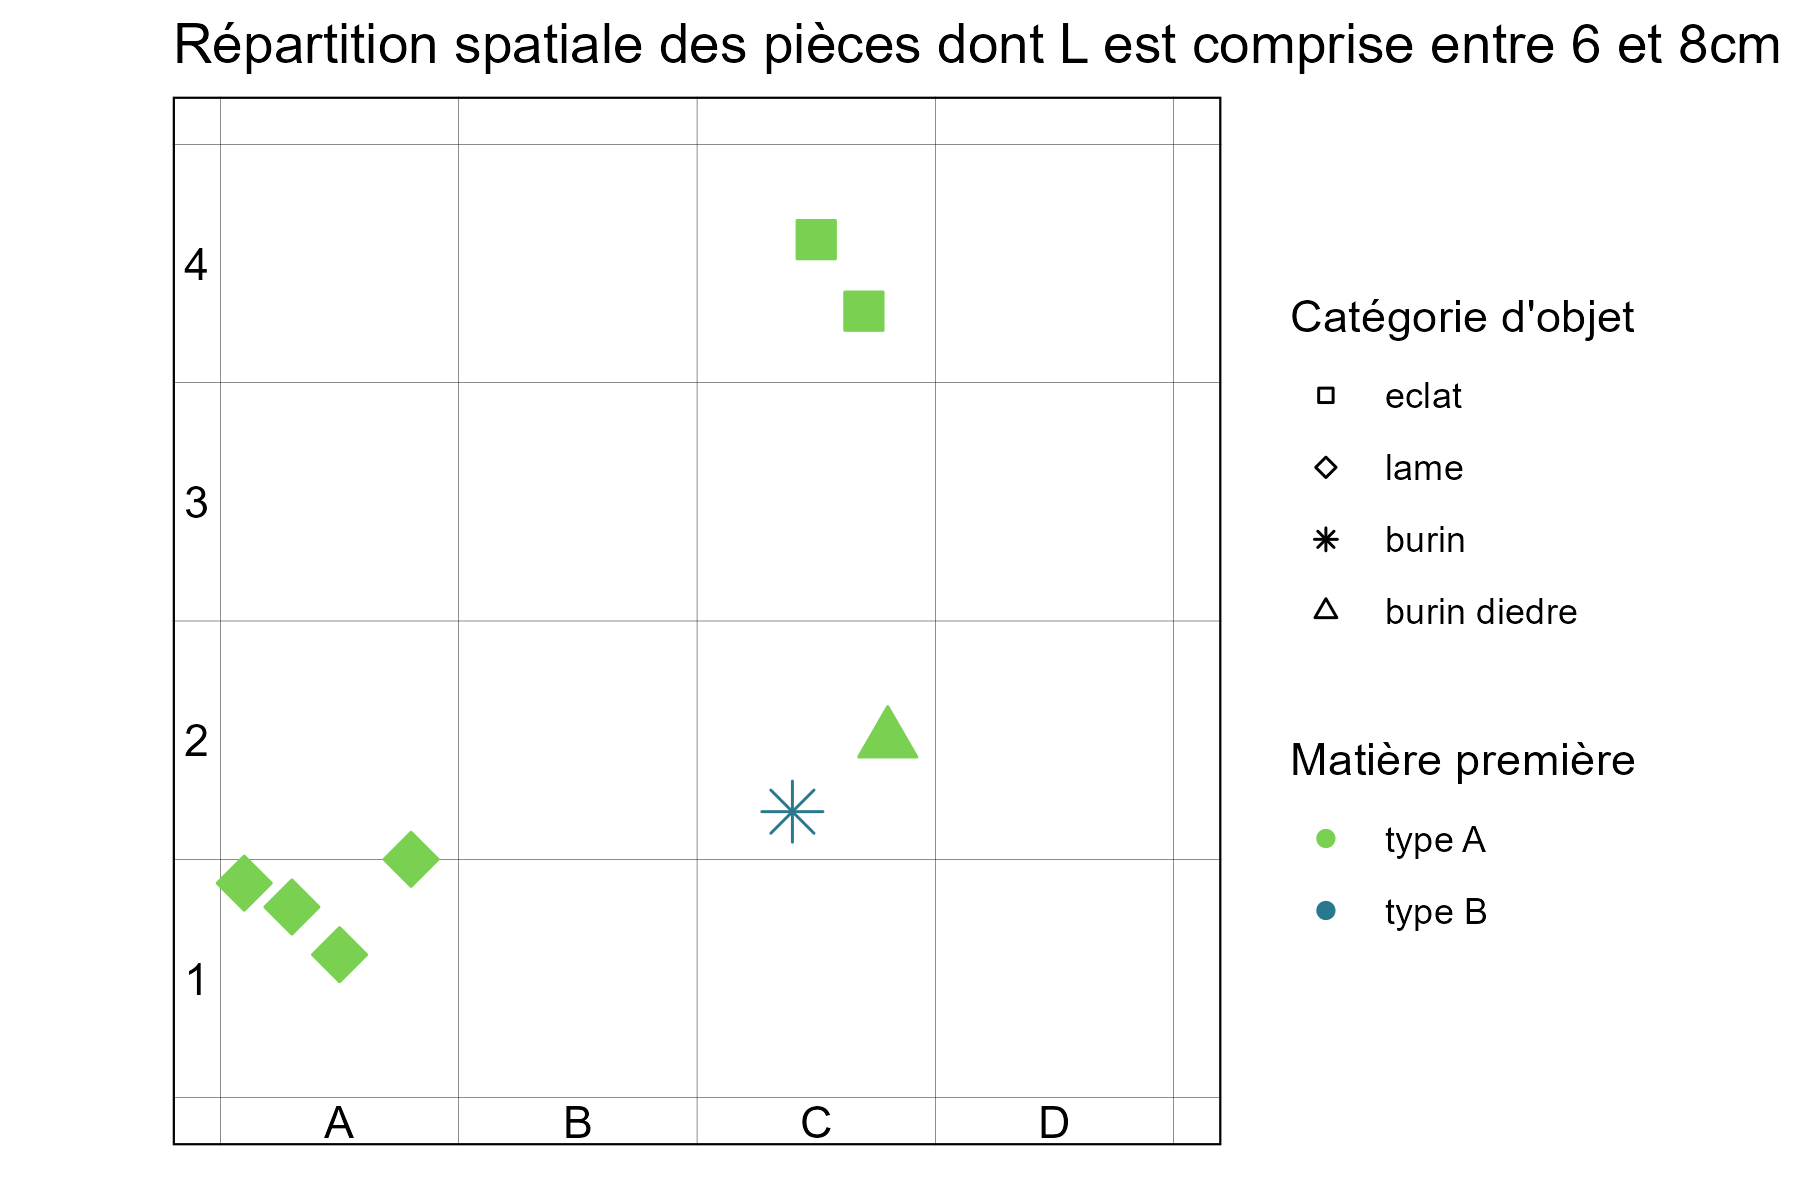 Répartition spatiale des pièces dont L est comprise entre 6 et 8cm
4
3
2
1
A B C D
Catégorie d'objet
eclat
lame
burin
burin diedre
Matière première
type A
type B